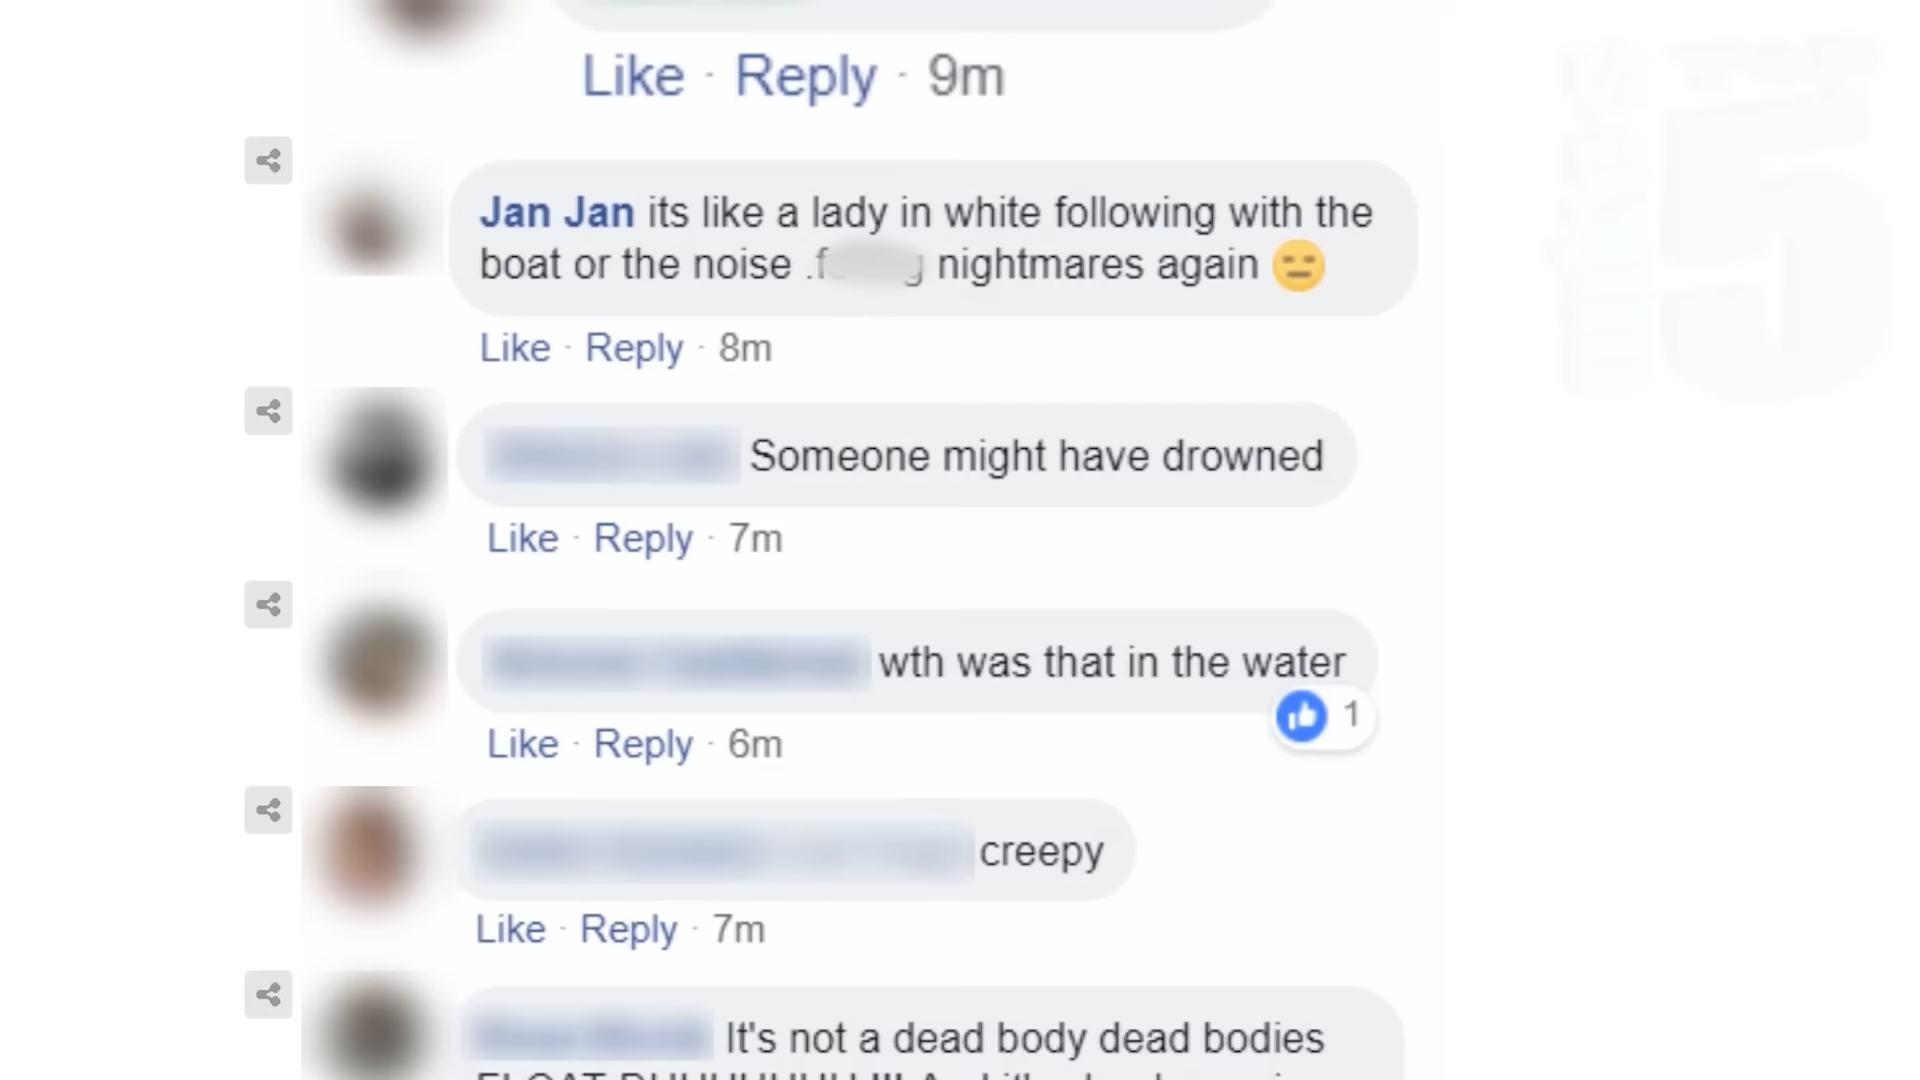 Like · Reply · 9m
Jan Jan its like a lady in white following with the
boat or the noise nightmares again 😑
Like · Reply · 8m
Someone might have drowned
Like · Reply · 7m
wth was that in the water
1
Like · Reply · 6m
creepy
Like · Reply · 7m
It's not a dead body dead bodies